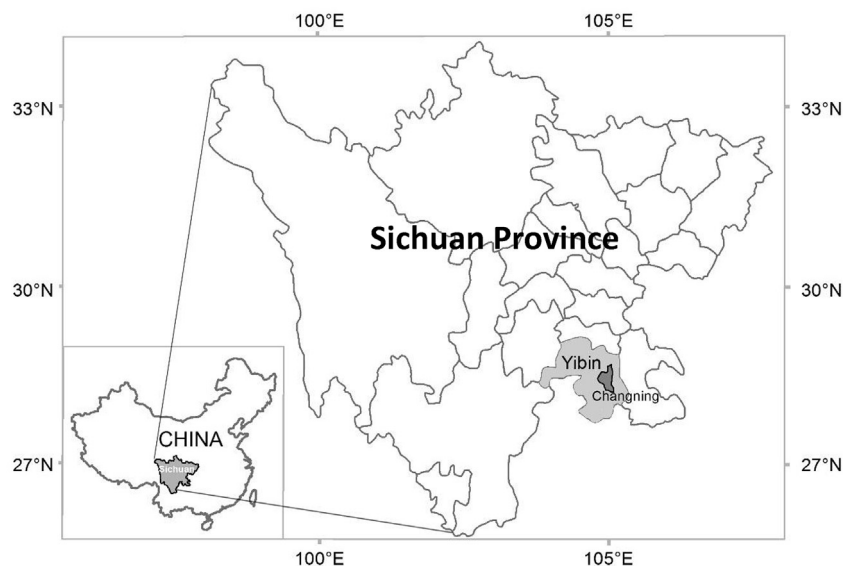 100°E 105°E
33°N 33°N
Sichuan Province
30°N 30°N
Yibin
Changning
CHINA
Sichuan
27°N 27°N
100°E 105°E